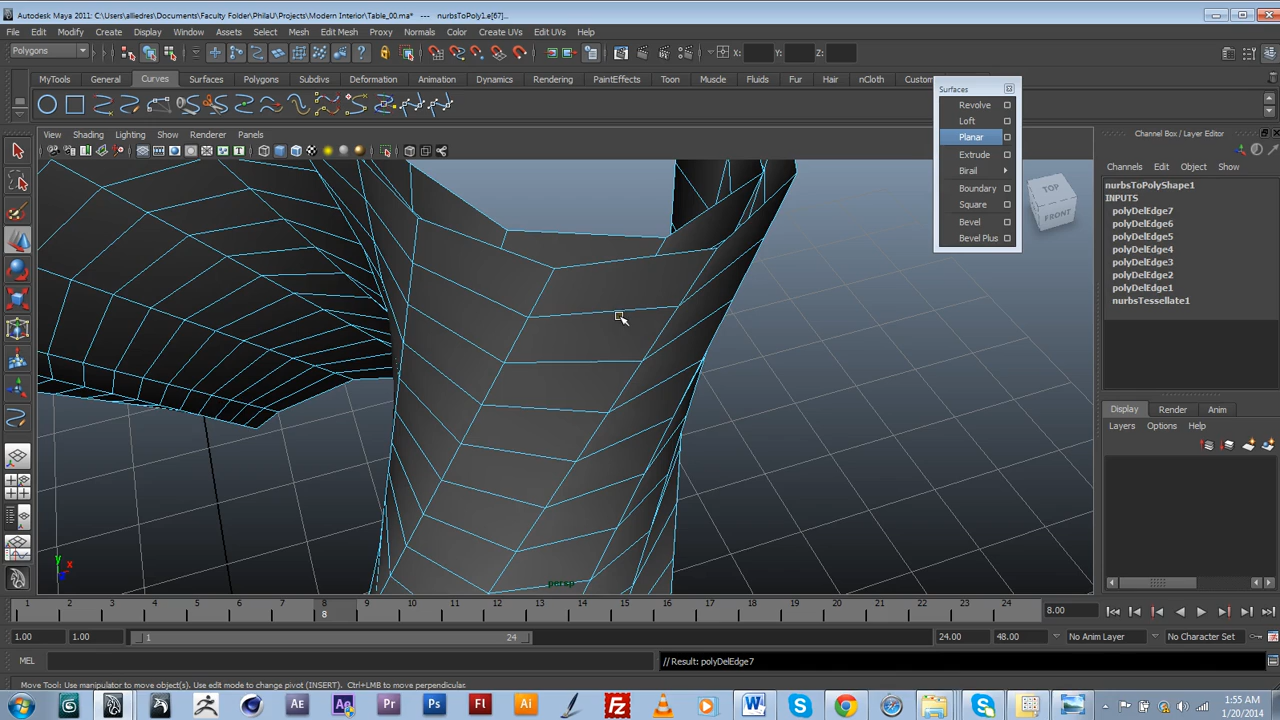 Autodesk Maya 2011: c:\Users\alliedres\Documents\Faculty Folder\PhilaU\Projects\Modern Interior\Table_00.ma* --- nurbsToPoly1.e[67]...
File Edit Modify Create Display Window Assets Select Mesh Edit Mesh Proxy Normals Color Create UVs Edit UVs Help
Polygons X: Y: Z:
MyTools General Curves Surfaces Polygons Subdivs Deformation Animation Dynamics Rendering PaintEffects Toon Muscle Fluids Fur Hair nCloth Custom
View Shading Lighting Show Renderer Panels
Surfaces
Revolve
Loft
Planar
Extrude
Birail
Boundary
Square
Bevel
Bevel Plus
TOP
FRONT
Channel Box / Layer Editor
Channels Edit Object Show
nurbsToPolyShape1
INPUTS
polyDelEdge7
polyDelEdge6
polyDelEdge5
polyDelEdge4
polyDelEdge3
polyDelEdge2
polyDelEdge1
nurbsTessellate1
Display Render Anim
Layers Options Help
y
x
z
persp
1 2 3 4 5 6 7 8 9 10 11 12 13 14 15 16 17 18 19 20 21 22 23 24
8
8.00
1.00 1.00 1 24 24.00 48.00 No Anim Layer No Character Set
MEL // Result: polyDelEdge7
Move Tool: Use manipulator to move object(s). Use edit mode to change pivot (INSERT). Ctrl+LMB to move perpendicular.
AE Pr Ps Fl Ai Fz W S
1:55 AM
1/20/2014